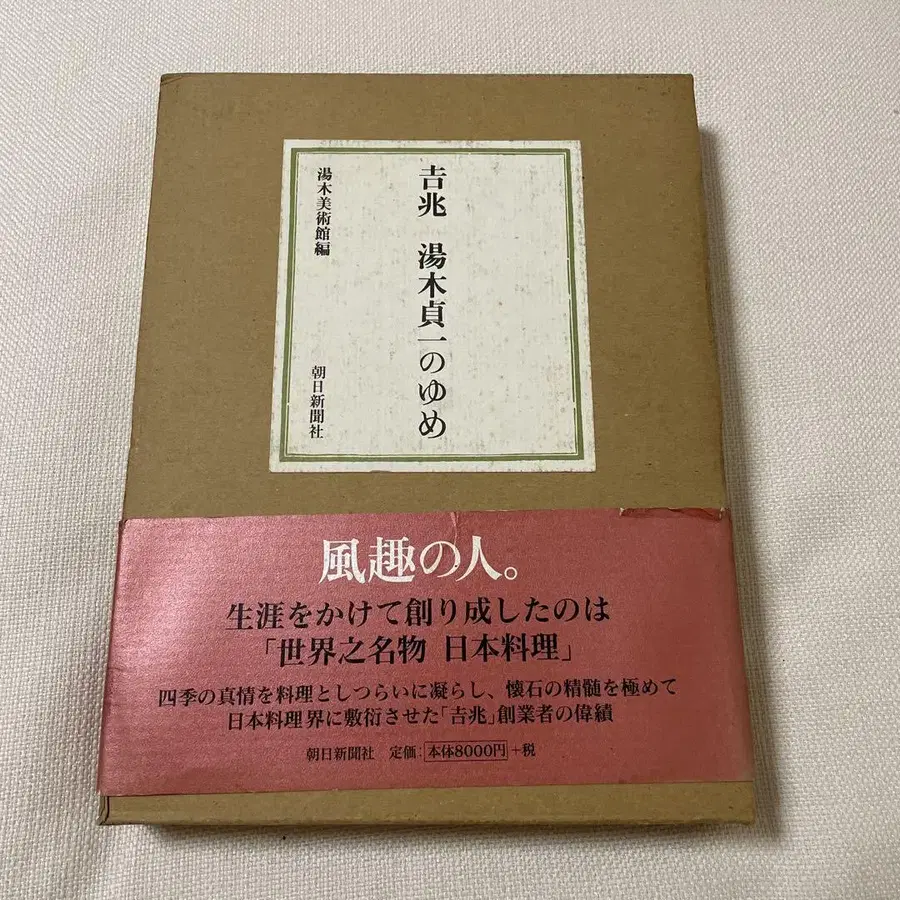 𠮷兆 湯木貞一のゆめ
湯木美術館編
朝日新聞社
風趣の人。
生涯をかけて創り成したのは
「世界之名物 日本料理」
四季の真情を料理としつらいに凝らし、懐石の精髄を極めて
日本料理界に敷衍させた「𠮷兆」創業者の偉績
朝日新聞社 定価:本体8000円+税